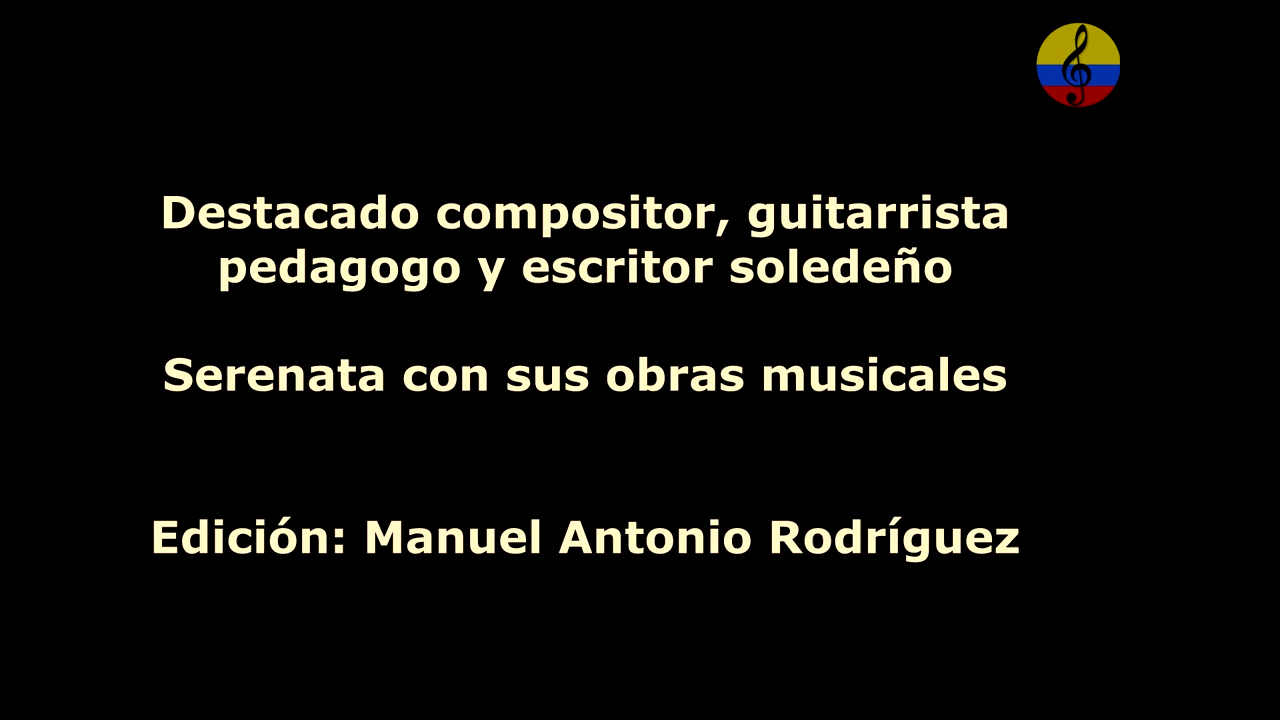 Destacado compositor, guitarrista
pedagogo y escritor soledeño
Serenata con sus obras musicales
Edición: Manuel Antonio Rodríguez